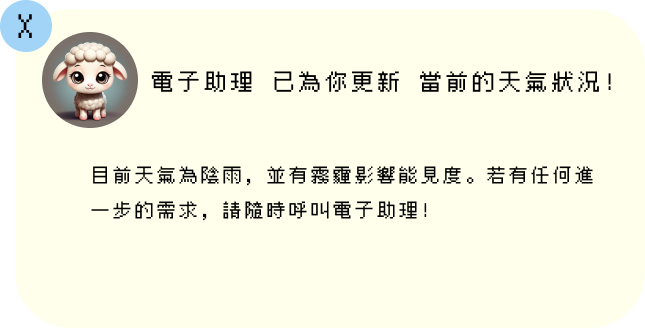 X
電子助理 已為你更新 當前的天氣狀況!
目前天氣為陰雨，並有霧霾影響能見度。若有任何進
一步的需求，請隨時呼叫電子助理!